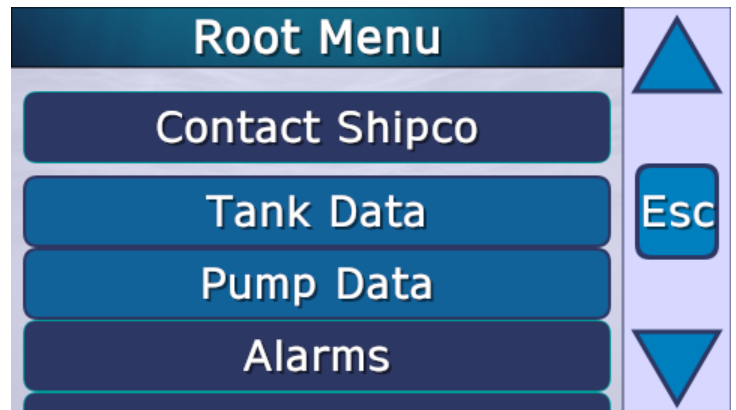 Root Menu
Contact Shipco
Tank Data
Esc
Pump Data
Alarms